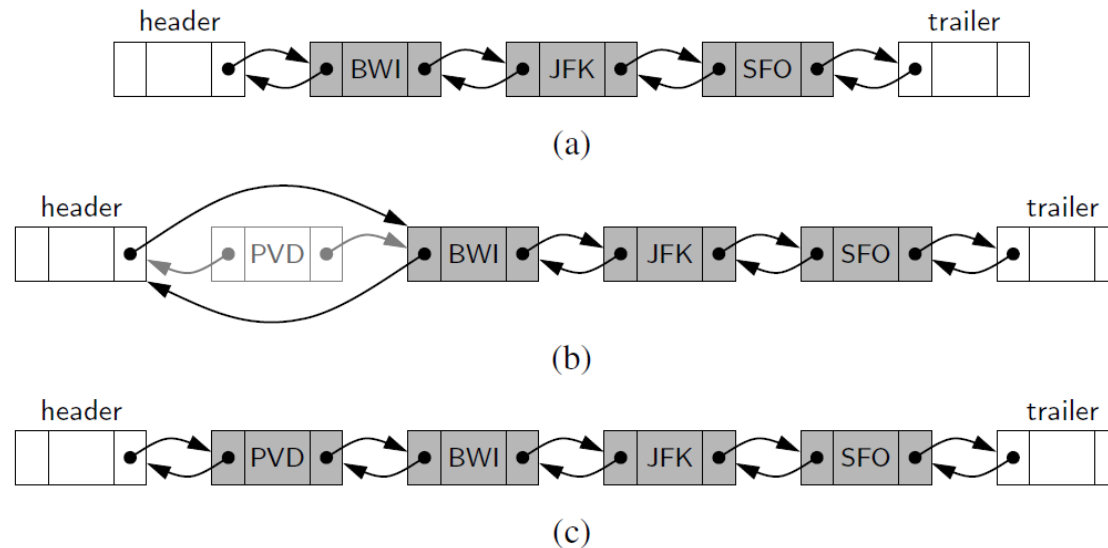 header trailer
BWI JFK SFO
(a)
header trailer
PVD BWI JFK SFO
(b)
header trailer
PVD BWI JFK SFO
(c)